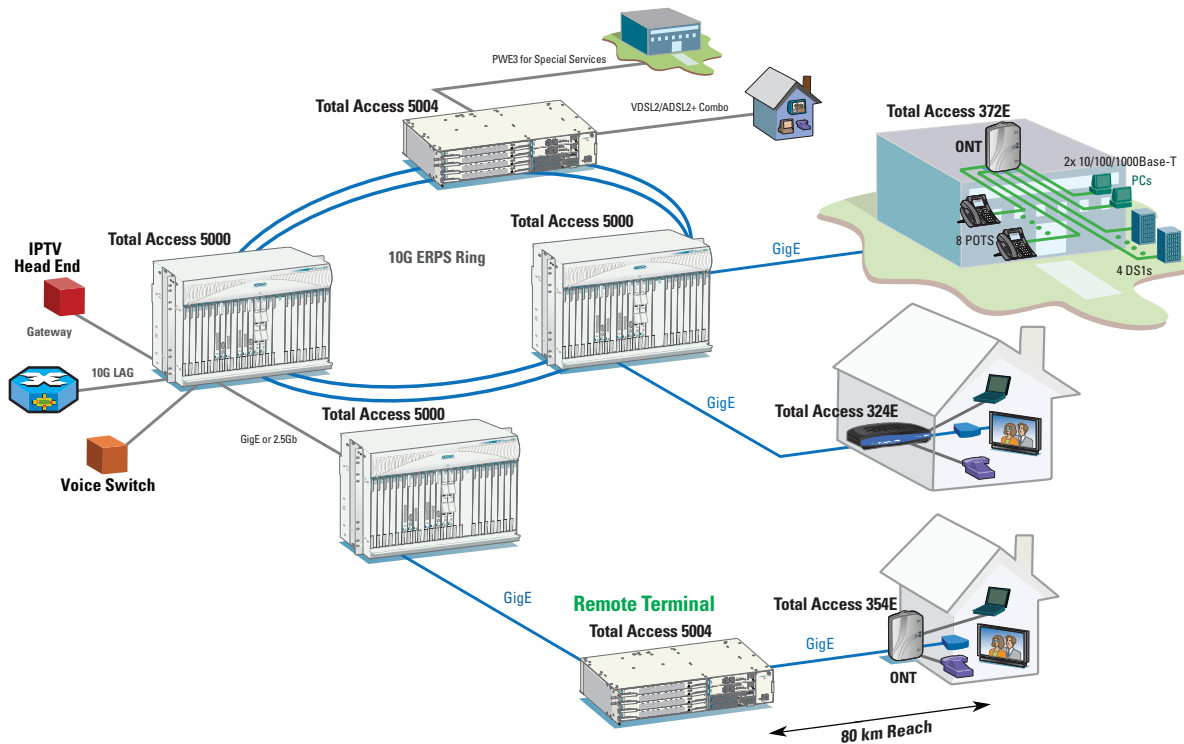 PWE3 for Special Services
Total Access 5004
VDSL2/ADSL2+ Combo
Total Access 372E
ONT
2x 10/100/1000Base-T
PCs
8 POTS
4 DS1s
Total Access 5000
Total Access 5000
IPTV
Head End
10G ERPS Ring
GigE
Gateway
10G LAG
Total Access 5000
GigE or 2.5Gb
GigE
Total Access 324E
Voice Switch
GigE
Remote Terminal
Total Access 5004
Total Access 354E
GigE
ONT
80 km Reach